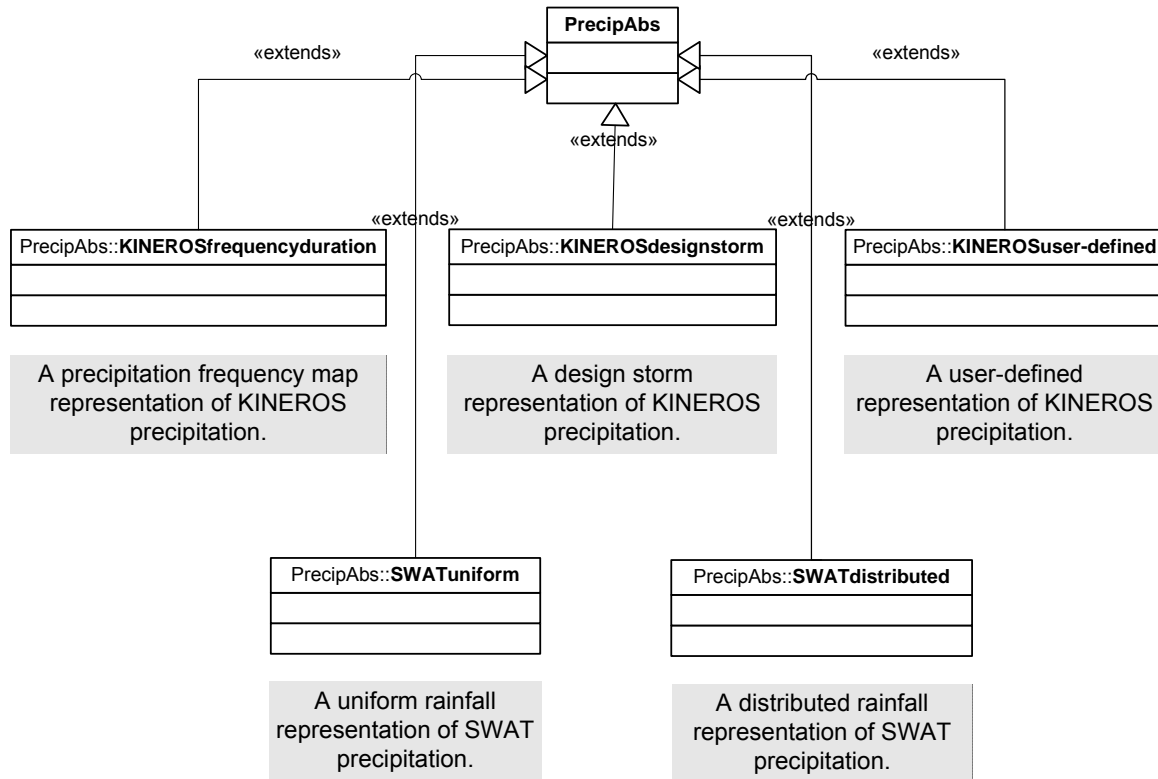 PrecipAbs
«extends»
«extends»
«extends»
«extends»
«extends»
PrecipAbs::KINEROSfrequencyduration
PrecipAbs::KINEROSdesignstorm
PrecipAbs::KINEROSuser-defined
A precipitation frequency map
representation of KINEROS
precipitation.
A design storm
representation of KINEROS
precipitation.
A user-defined
representation of KINEROS
precipitation.
PrecipAbs::SWATuniform
PrecipAbs::SWATdistributed
A uniform rainfall
representation of SWAT
precipitation.
A distributed rainfall
representation of SWAT
precipitation.